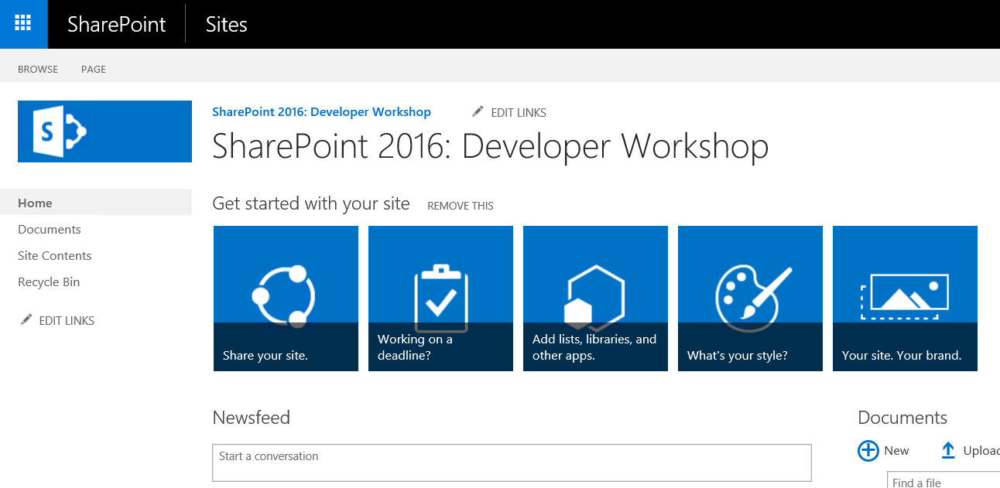 SharePoint
Sites
BROWSE
PAGE
S
SharePoint 2016: Developer Workshop
EDIT LINKS
SharePoint 2016: Developer Workshop
Home
Documents
Site Contents
Recycle Bin
EDIT LINKS
Get started with your site
REMOVE THIS
Share your site.
Working on a
deadline?
Add lists, libraries, and
other apps.
What's your style?
Your site. Your brand.
Newsfeed
Start a conversation
Documents
New
Upload
Find a file